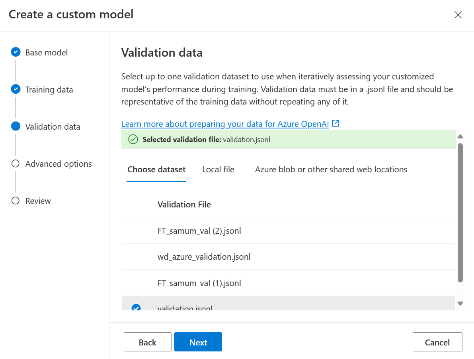 Create a custom model
Base model
Training data
Validation data
Advanced options
Review
Validation data
Select up to one validation dataset to use when iteratively assessing your customized
model's performance during training. Validation data must be in a .jsonl file and should be
representative of the training data without repeating any of it.
Learn more about preparing your data for Azure OpenAI
Selected validation file: validation.jsonl
Choose dataset Local file Azure blob or other shared web locations
Validation File
FT_samum_val (2).jsonl
wd_azure_validation.jsonl
FT_samum_val (1).jsonl
validation.jsonl
Back Next Cancel